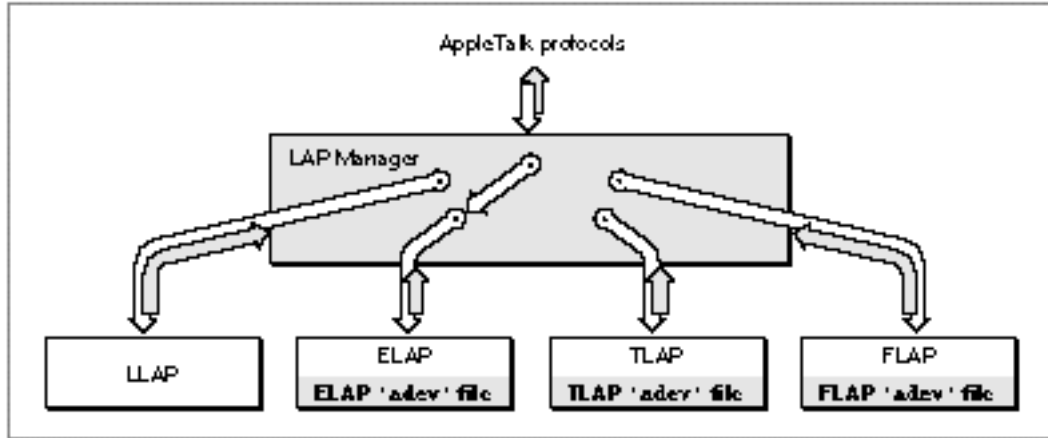 AppleTalk protocols
LAP Manager
LLAP
ELAP
ELAP 'adev' file
TLAP
TLAP 'adev' file
FLAP
FLAP 'adev' file